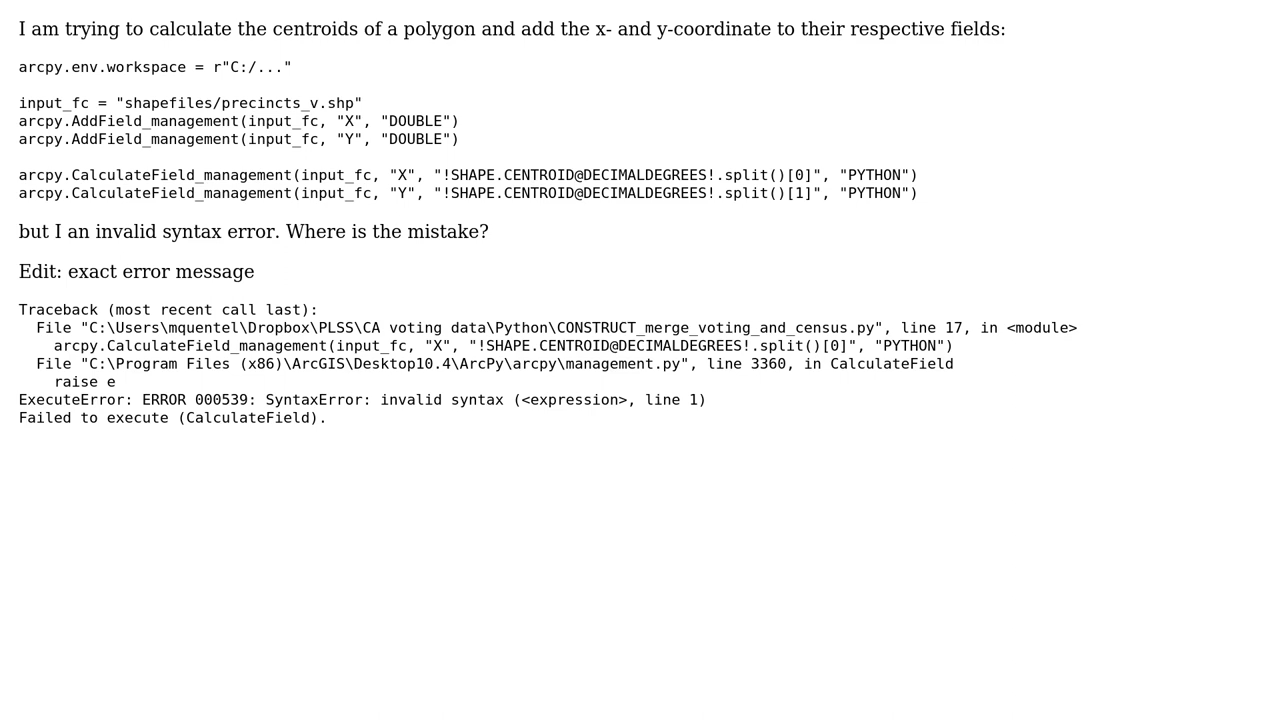 I am trying to calculate the centroids of a polygon and add the x- and y-coordinate to their respective fields:
arcpy.env.workspace = r"C:/..."
input_fc = "shapefiles/precincts_v.shp"
arcpy.AddField_management(input_fc, "X", "DOUBLE")
arcpy.AddField_management(input_fc, "Y", "DOUBLE")
arcpy.CalculateField_management(input_fc, "X", "!SHAPE.CENTROID@DECIMALDEGREES!.split()[0]", "PYTHON")
arcpy.CalculateField_management(input_fc, "Y", "!SHAPE.CENTROID@DECIMALDEGREES!.split()[1]", "PYTHON")
but I an invalid syntax error. Where is the mistake?
Edit: exact error message
Traceback (most recent call last):
  File "C:\Users\mquentel\Dropbox\PLSS\CA voting data\Python\CONSTRUCT_merge_voting_and_census.py", line 17, in <module>
    arcpy.CalculateField_management(input_fc, "X", "!SHAPE.CENTROID@DECIMALDEGREES!.split()[0]", "PYTHON")
  File "C:\Program Files (x86)\ArcGIS\Desktop10.4\ArcPy\arcpy\management.py", line 3360, in CalculateField
    raise e
ExecuteError: ERROR 000539: SyntaxError: invalid syntax (<expression>, line 1)
Failed to execute (CalculateField).